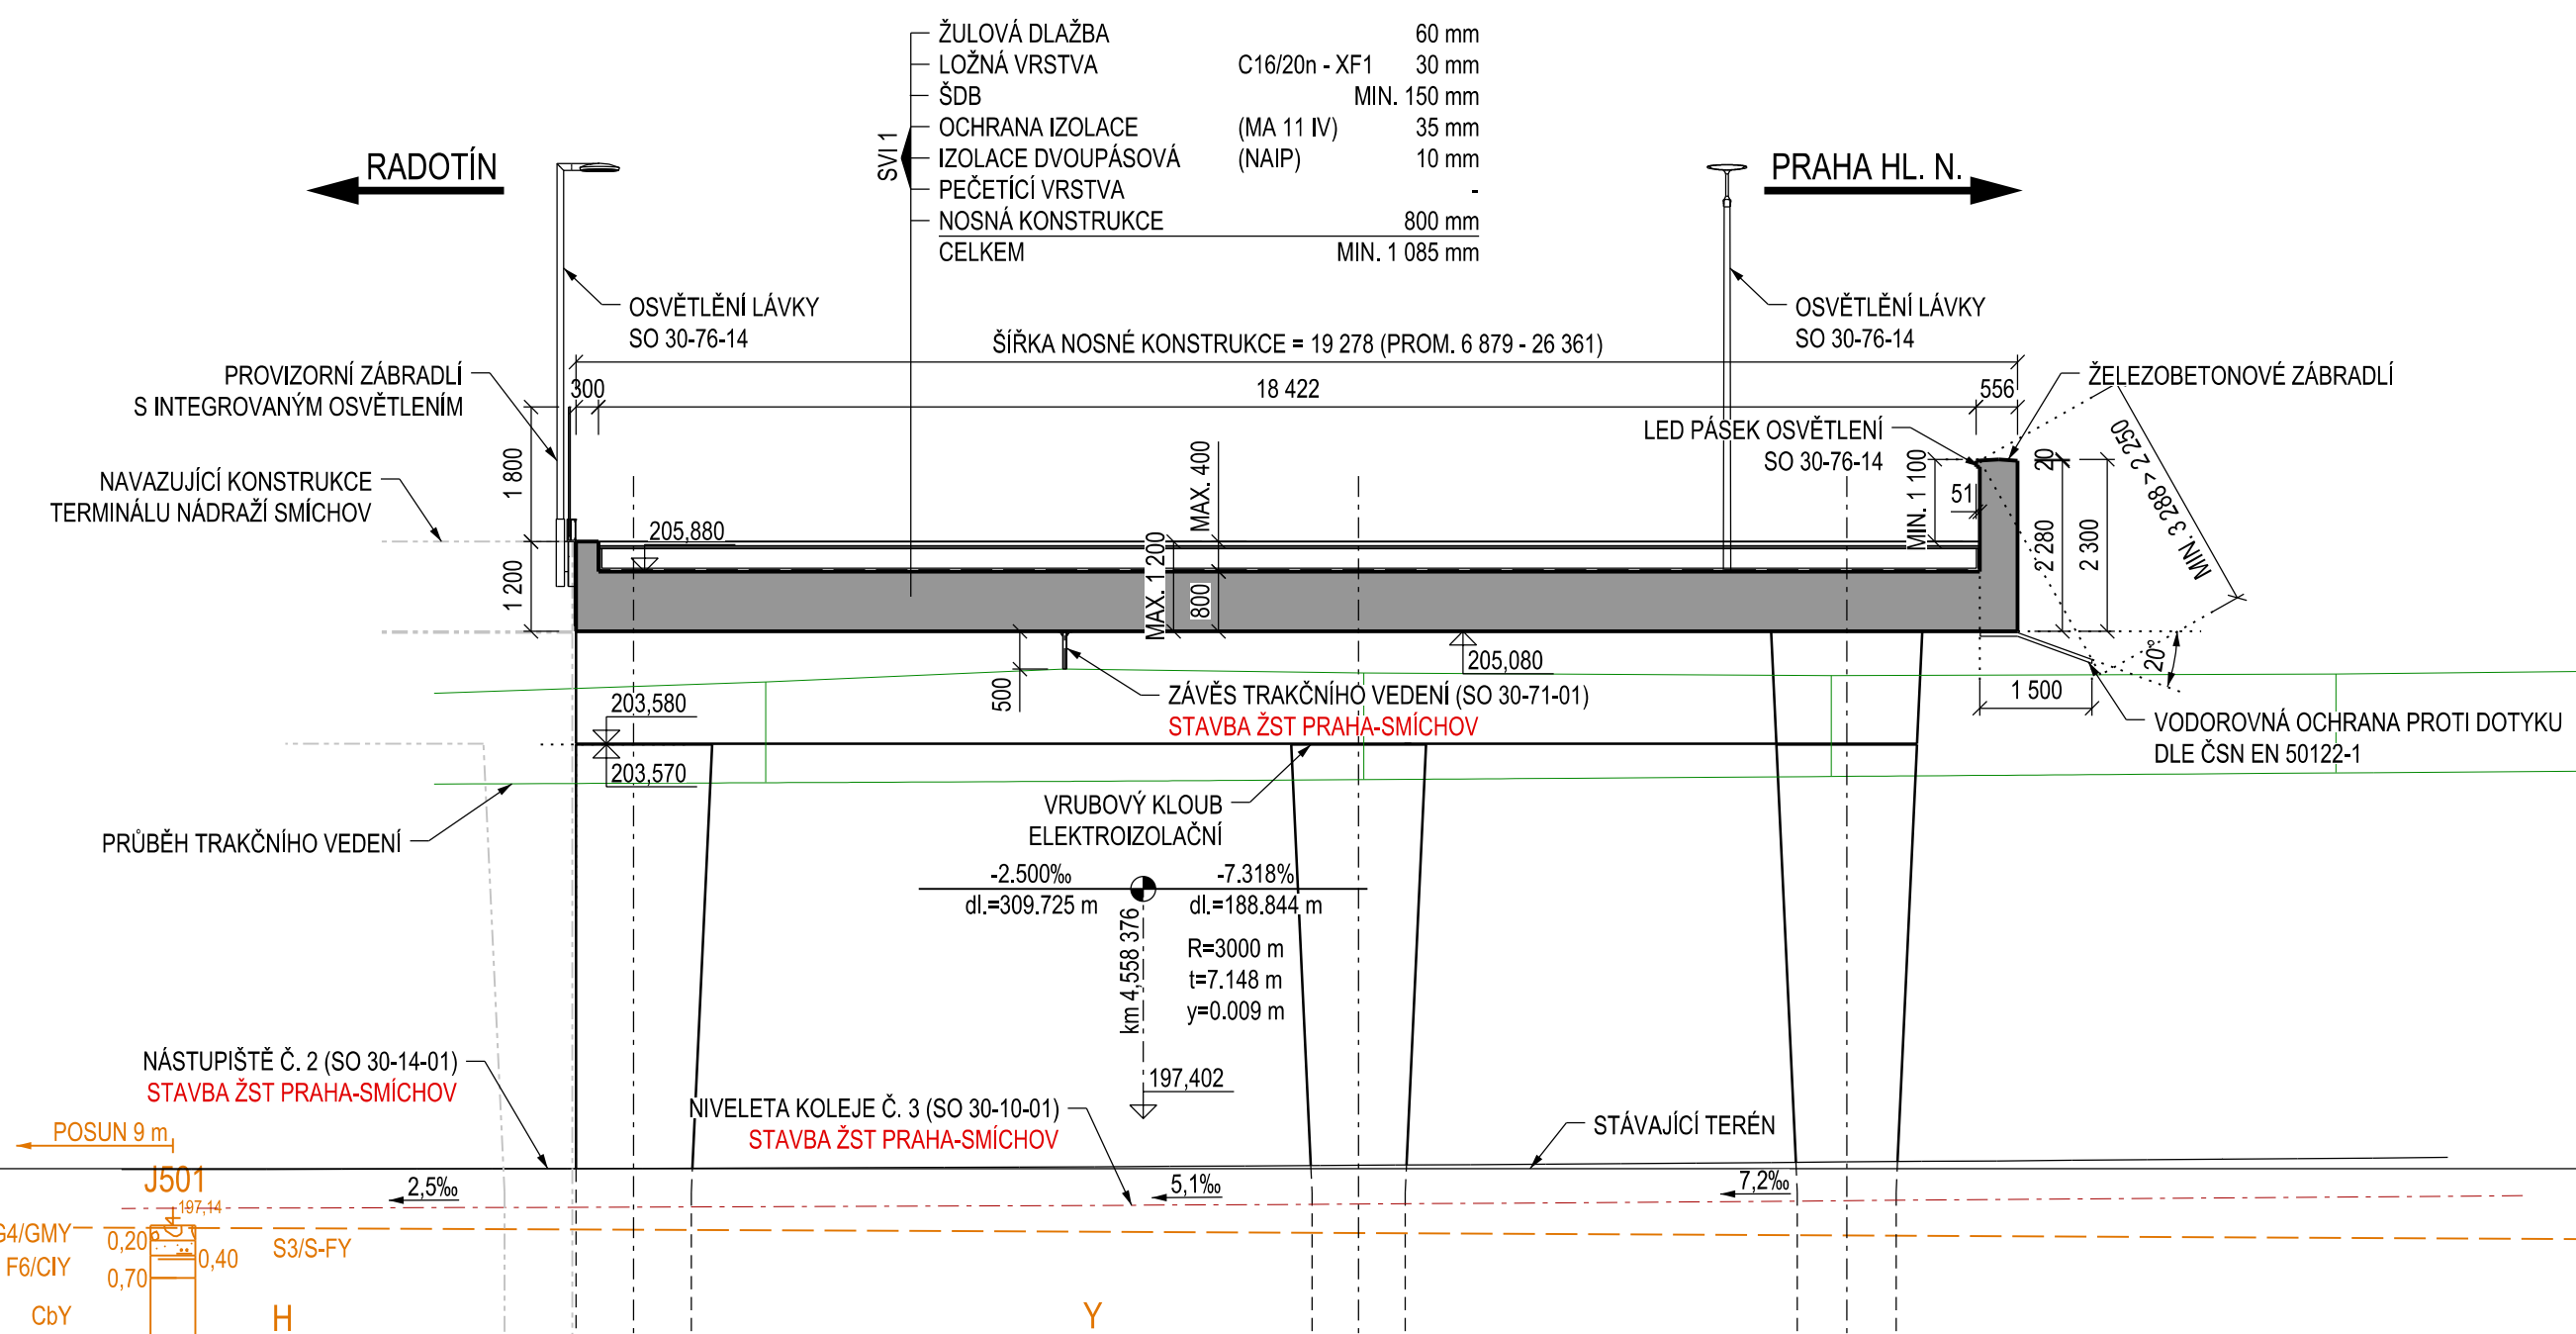 ŽULOVÁ DLAŽBA 60 mm
LOŽNÁ VRSTVA C16/20n - XF1 30 mm
ŠDB MIN. 150 mm
OCHRANA IZOLACE (MA 11 IV) 35 mm
IZOLACE DVOUPÁSOVÁ (NAIP) 10 mm
PEČETÍCÍ VRSTVA -
NOSNÁ KONSTRUKCE 800 mm
CELKEM MIN. 1 085 mm
SVI 1
RADOTÍN
PRAHA HL. N.
OSVĚTLENÍ LÁVKY
SO 30-76-14
OSVĚTLENÍ LÁVKY
SO 30-76-14
ŠÍŘKA NOSNÉ KONSTRUKCE = 19 278 (PROM. 6 879 - 26 361)
PROVIZORNÍ ZÁBRADLÍ
S INTEGROVANÝM OSVĚTLENÍM
300
18 422
556
ŽELEZOBETONOVÉ ZÁBRADLÍ
LED PÁSEK OSVĚTLENÍ
SO 30-76-14
NAVAZUJÍCÍ KONSTRUKCE
TERMINÁLU NÁDRAŽÍ SMÍCHOV
1 800
1 200
205,880
MAX. 400
MAX. 1 200
800
MIN. 1 100
51
20
2 280
2 300
MIN. 3 288 > 2 250
20°
1 500
500
205,080
ZÁVĚS TRAKČNÍHO VEDENÍ (SO 30-71-01)
STAVBA ŽST PRAHA-SMÍCHOV
VODOROVNÁ OCHRANA PROTI DOTYKU
DLE ČSN EN 50122-1
203,580
203,570
PRŮBĚH TRAKČNÍHO VEDENÍ
VRUBOVÝ KLOUB
ELEKTROIZOLAČNÍ
-2.500‰
-7.318%
dl.=309.725 m
dl.=188.844 m
km 4,558 376
R=3000 m
t=7.148 m
y=0.009 m
197,402
NÁSTUPIŠTĚ Č. 2 (SO 30-14-01)
STAVBA ŽST PRAHA-SMÍCHOV
NIVELETA KOLEJE Č. 3 (SO 30-10-01)
STAVBA ŽST PRAHA-SMÍCHOV
STÁVAJÍCÍ TERÉN
POSUN 9 m
J501
197,14
2,5‰
5,1‰
7,2‰
G4/GMY
0,20
S3/S-FY
F6/CIY
0,40
0,70
CbY
H
Y